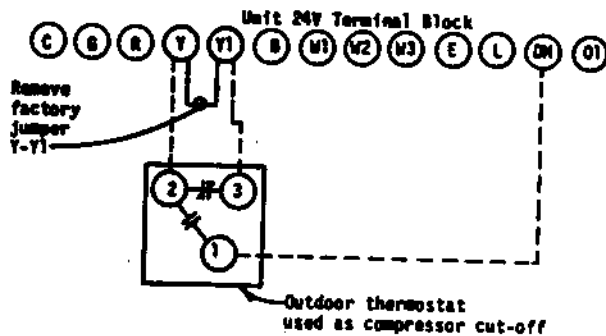 Unit 24V Terminal Block
C G R Y Y1 B W1 W2 W3 E L DH O1
Remove
factory
jumper
Y-Y1
2 3
1
Outdoor thermostat
used as compressor cut-off